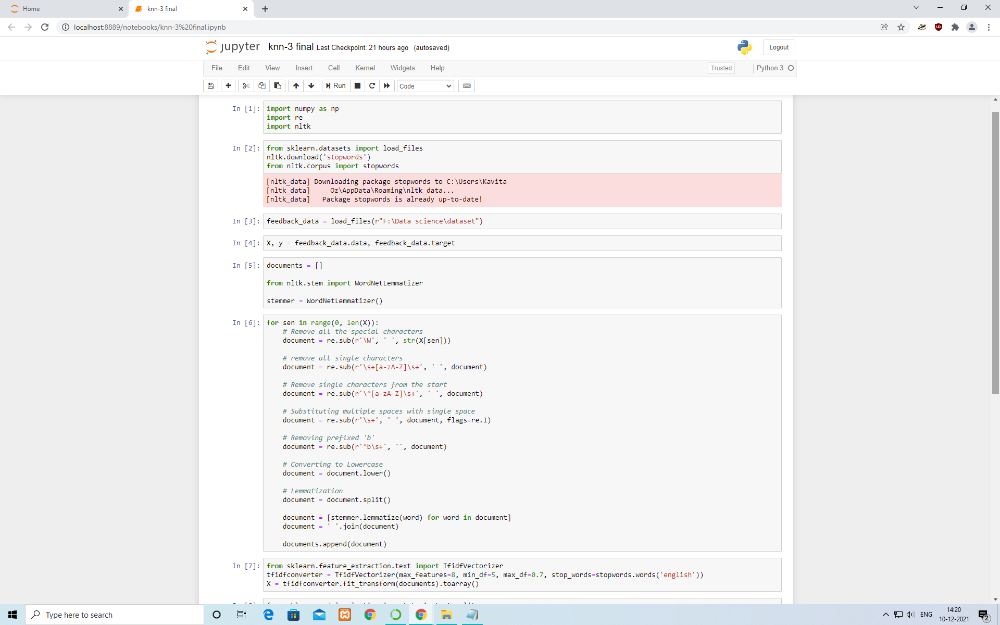 Home
knn-3 final
localhost:8889/notebooks/knn-3%20final.ipynb
jupyter knn-3 final Last Checkpoint: 21 hours ago (autosaved)
Logout
File Edit View Insert Cell Kernel Widgets Help
Trusted
Python 3
Run
Code
In [1]: import numpy as np
import re
import nltk
In [2]: from sklearn.datasets import load_files
nltk.download('stopwords')
from nltk.corpus import stopwords
[nltk_data] Downloading package stopwords to C:\Users\Kavita
[nltk_data]     Oz\AppData\Roaming\nltk_data...
[nltk_data]   Package stopwords is already up-to-date!
In [3]: feedback_data = load_files(r"F:\Data science\dataset")
In [4]: X, y = feedback_data.data, feedback_data.target
In [5]: documents = []
from nltk.stem import WordNetLemmatizer
stemmer = WordNetLemmatizer()
In [6]: for sen in range(0, len(X)):
    # Remove all the special characters
    document = re.sub(r'\W', ' ', str(X[sen]))
    # remove all single characters
    document = re.sub(r'\s+[a-zA-Z]\s+', ' ', document)
    # Remove single characters from the start
    document = re.sub(r'\^[a-zA-Z]\s+', ' ', document)
    # Substituting multiple spaces with single space
    document = re.sub(r'\s+', ' ', document, flags=re.I)
    # Removing prefixed 'b'
    document = re.sub(r'^b\s+', '', document)
    # Converting to Lowercase
    document = document.lower()
    # Lemmatization
    document = document.split()
    document = [stemmer.lemmatize(word) for word in document]
    document = ' '.join(document)
    documents.append(document)
In [7]: from sklearn.feature_extraction.text import TfidfVectorizer
tfidfconverter = TfidfVectorizer(max_features=8, min_df=5, max_df=0.7, stop_words=stopwords.words('english'))
X = tfidfconverter.fit_transform(documents).toarray()
Type here to search
ENG
14:20
10-12-2021
2